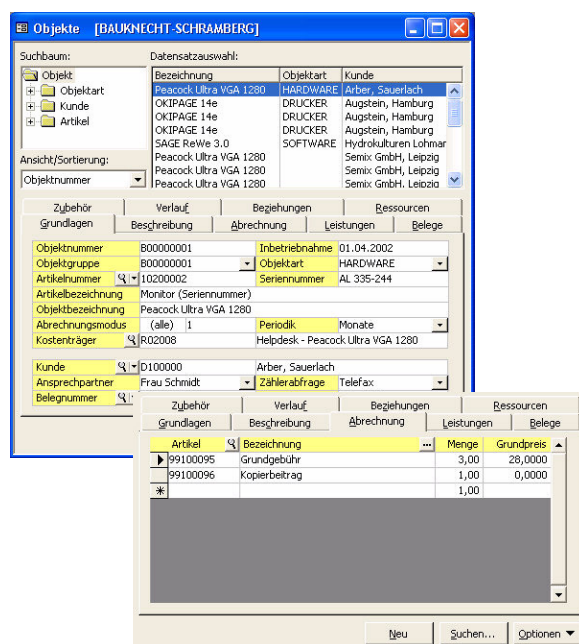 Objekte [BAUKNECHT-SCHRAMBERG]
Suchbaum: Datensatzauswahl:
Objekt
Objektart
Kunde
Artikel
Ansicht/Sortierung:
Objektnummer
Bezeichnung Objektart Kunde
Peacock Ultra VGA 1280 HARDWARE Arber, Sauerlach
OKIPAGE 14e DRUCKER Augstein, Hamburg
OKIPAGE 14e DRUCKER Augstein, Hamburg
OKIPAGE 14e DRUCKER Augstein, Hamburg
SAGE ReWe 3.0 SOFTWARE Hydrokulturen Lohmar
Peacock Ultra VGA 1280 Semix GmbH, Leipzig
Peacock Ultra VGA 1280 Semix GmbH, Leipzig
Peacock Ultra VGA 1280 Semix GmbH, Leipzig
Zubehör Verlauf Beziehungen Ressourcen
Grundlagen Beschreibung Abrechnung Leistungen Belege
Objektnummer B00000001 Inbetriebnahme 01.04.2002
Objektgruppe B00000001 Objektart HARDWARE
Artikelnummer 10200002 Seriennummer AL 335-244
Artikelbezeichnung Monitor (Seriennummer)
Objektbezeichnung Peacock Ultra VGA 1280
Abrechnungsmodus (alle) 1 Periodik Monate
Kostenträger R02008 Helpdesk - Peacock Ultra VGA 1280
Kunde D100000 Arber, Sauerlach
Ansprechpartner Frau Schmidt Zählerabfrage Telefax
Belegnummer
Zubehör Verlauf Beziehungen Ressourcen
Grundlagen Beschreibung Abrechnung Leistungen Belege
Artikel Bezeichnung ... Menge Grundpreis
99100095 Grundgebühr 3,00 28,0000
99100096 Kopierbeitrag 1,00 0,0000
1,00
Neu Suchen... Optionen